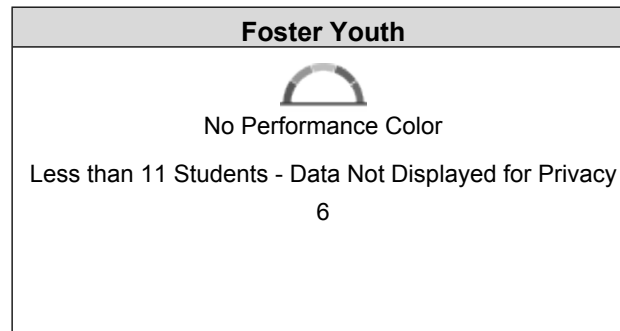 Foster Youth
No Performance Color
Less than 11 Students - Data Not Displayed for Privacy
6